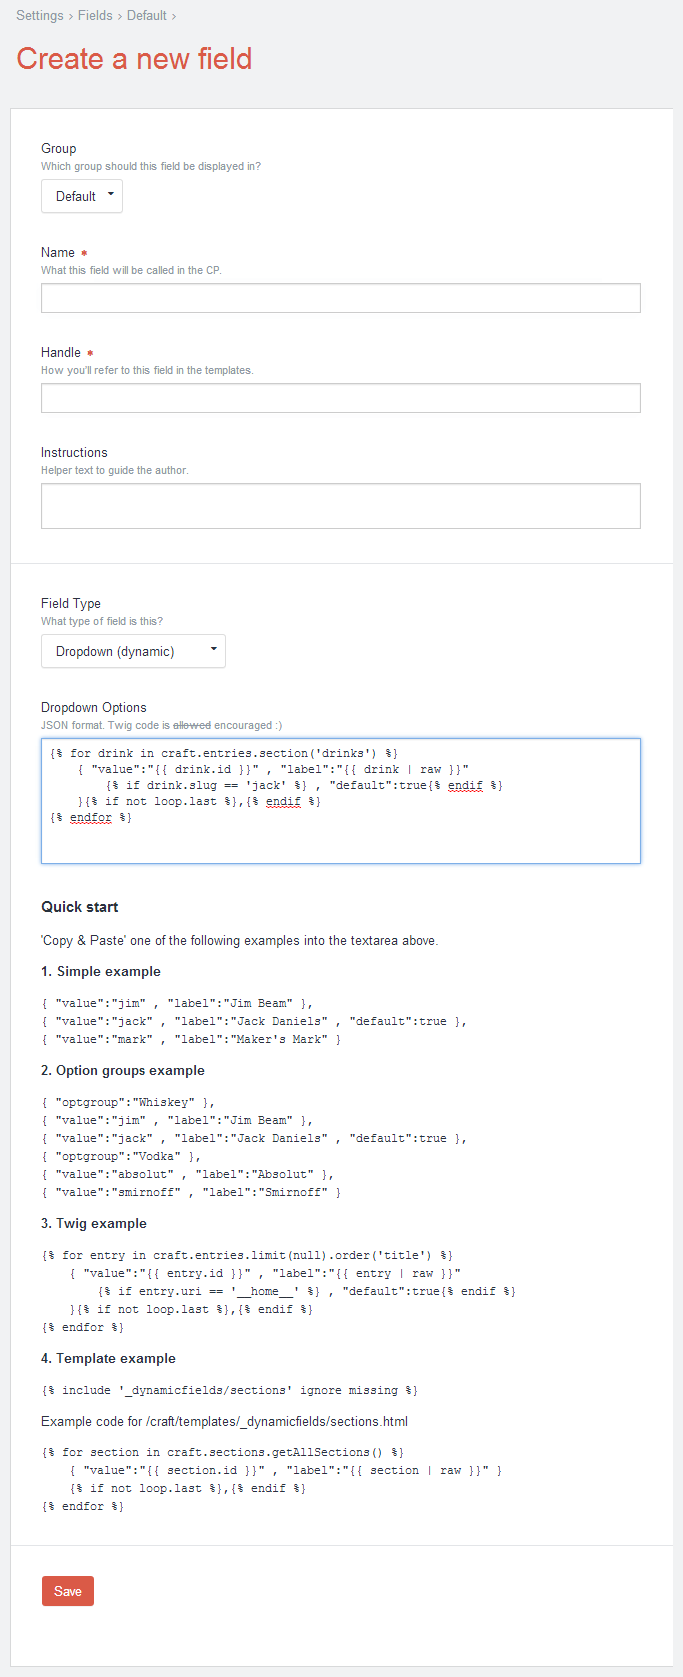 Settings › Fields › Default ›
Create a new field
Group
Which group should this field be displayed in?
Default
Name *
What this field will be called in the CP.
Handle *
How you'll refer to this field in the templates.
Instructions
Helper text to guide the author.
Field Type
What type of field is this?
Dropdown (dynamic)
Dropdown Options
JSON format. Twig code is allowed encouraged :)
{% for drink in craft.entries.section('drinks') %}
    { "value":"{{ drink.id }}" , "label":"{{ drink | raw }}"
        {% if drink.slug == 'jack' %} , "default":true{% endif %}
    }{% if not loop.last %},{% endif %}
{% endfor %}
Quick start
'Copy & Paste' one of the following examples into the textarea above.
1. Simple example
{ "value":"jim" , "label":"Jim Beam" },
{ "value":"jack" , "label":"Jack Daniels" , "default":true },
{ "value":"mark" , "label":"Maker's Mark" }
2. Option groups example
{ "optgroup":"Whiskey" },
{ "value":"jim" , "label":"Jim Beam" },
{ "value":"jack" , "label":"Jack Daniels" , "default":true },
{ "optgroup":"Vodka" },
{ "value":"absolut" , "label":"Absolut" },
{ "value":"smirnoff" , "label":"Smirnoff" }
3. Twig example
{% for entry in craft.entries.limit(null).order('title') %}
    { "value":"{{ entry.id }}" , "label":"{{ entry | raw }}"
        {% if entry.uri == '__home__' %} , "default":true{% endif %}
    }{% if not loop.last %},{% endif %}
{% endfor %}
4. Template example
{% include '_dynamicfields/sections' ignore missing %}
Example code for /craft/templates/_dynamicfields/sections.html
{% for section in craft.sections.getAllSections() %}
    { "value":"{{ section.id }}" , "label":"{{ section | raw }}" }
    {% if not loop.last %},{% endif %}
{% endfor %}
Save